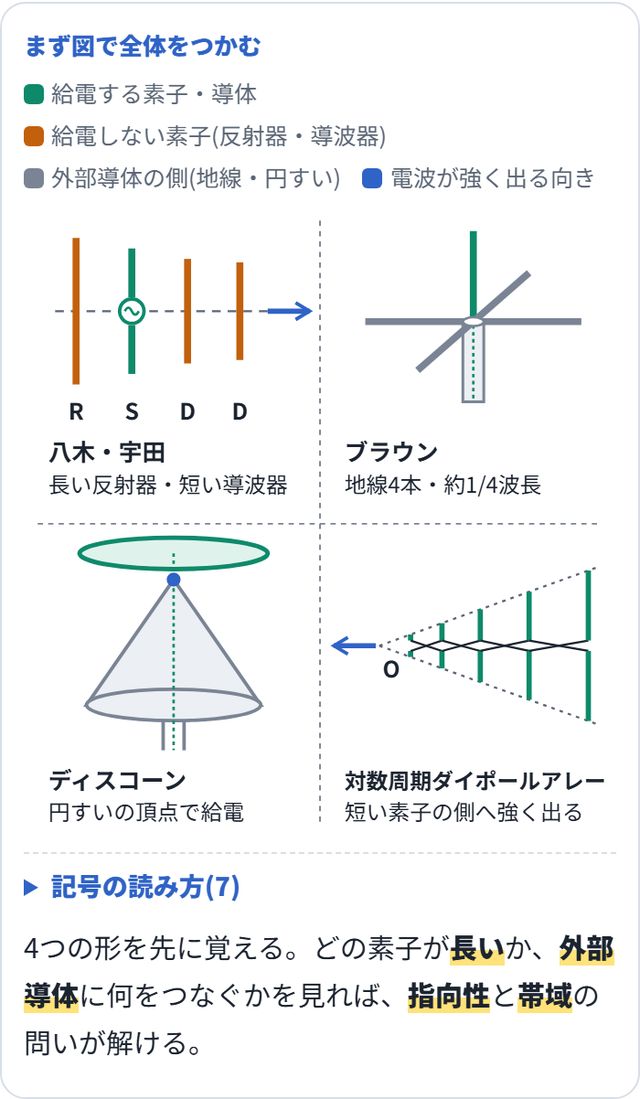 まず図で全体をつかむ
給電する素子・導体
給電しない素子(反射器・導波器)
外部導体の側(地線・円すい)
電波が強く出る向き
R S D D
八木・宇田
長い反射器・短い導波器
ブラウン
地線4本・約1/4波長
ディスコーン
円すいの頂点で給電
O
対数周期ダイポールアレー
短い素子の側へ強く出る
▶ 記号の読み方(7)
4つの形を先に覚える。どの素子が長いか、外部
導体に何をつなぐかを見れば、指向性と帯域の
問いが解ける。